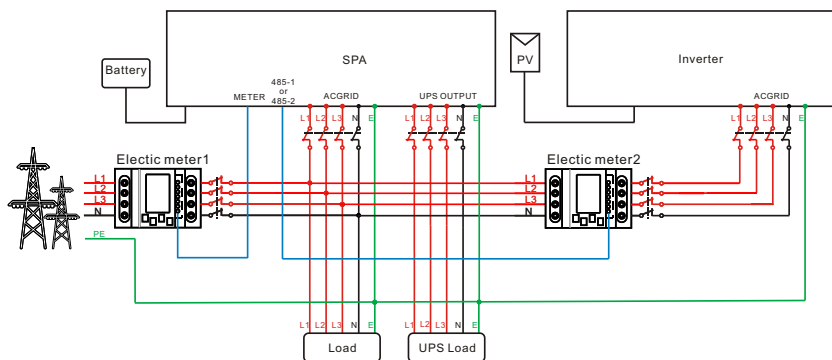 SPA
Inverter
PV
Battery
485-1
or
485-2
METER
ACGRID
UPS OUTPUT
ACGRID
L1
L2
L3
N
E
L1
L2
L3
N
E
L1
L2
L3
N
E
Electic meter1
Electic meter2
L1
L2
L3
N
PE
L1
L2
L3
N
L1
L2
L3
N
E
L1
L2
L3
N
E
Load
UPS Load